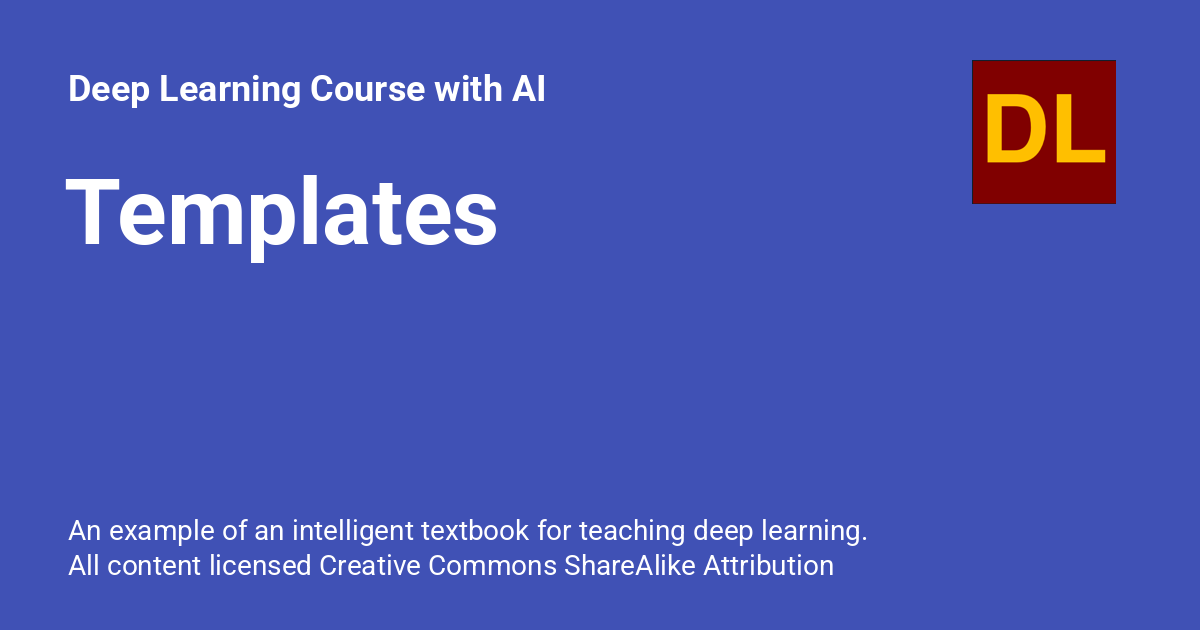 Deep Learning Course with AI
DL
Templates
An example of an intelligent textbook for teaching deep learning.
All content licensed Creative Commons ShareAlike Attribution